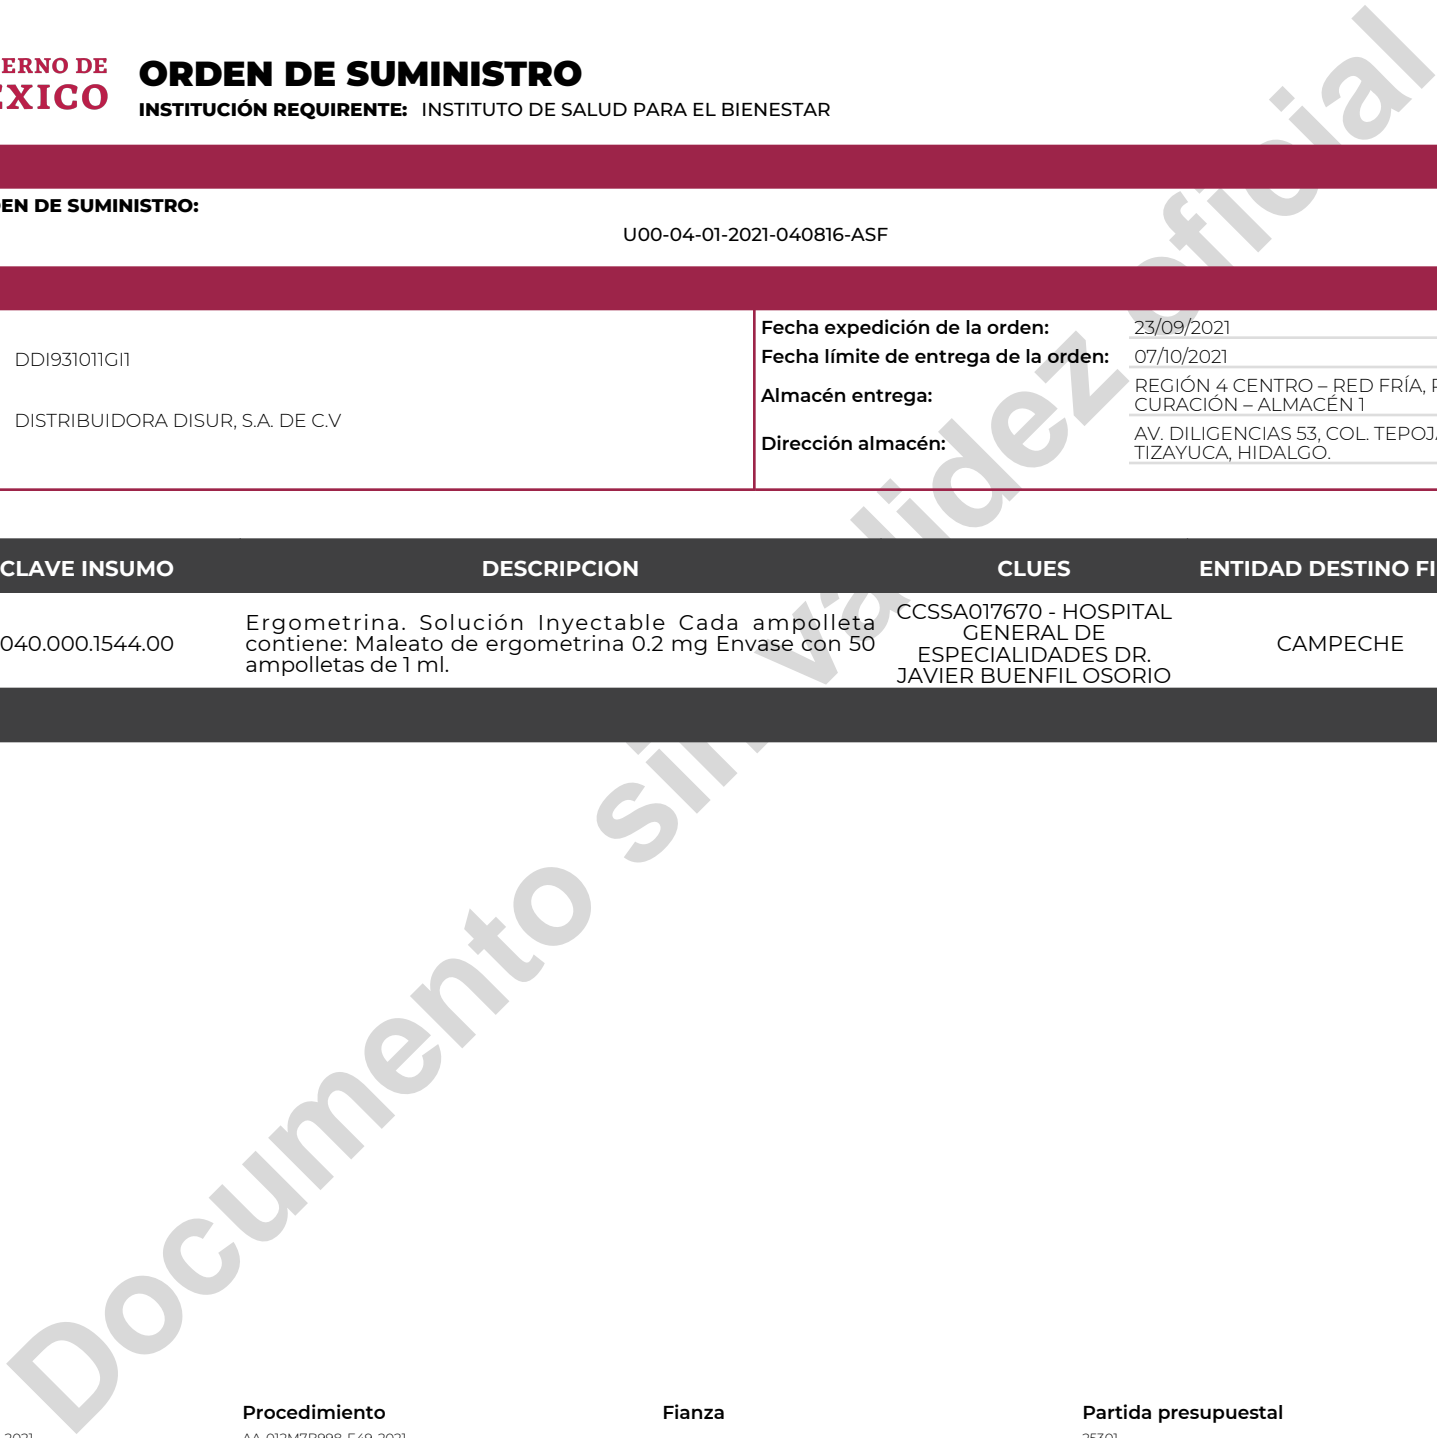 ERNO DE
ÉXICO
ORDEN DE SUMINISTRO
INSTITUCIÓN REQUIRENTE: INSTITUTO DE SALUD PARA EL BIENESTAR
EN DE SUMINISTRO:
U00-04-01-2021-040816-ASF
DDI931011GI1
DISTRIBUIDORA DISUR, S.A. DE C.V
Fecha expedición de la orden: 23/09/2021
Fecha límite de entrega de la orden: 07/10/2021
Almacén entrega: REGIÓN 4 CENTRO – RED FRÍA,
CURACIÓN – ALMACÉN 1
Dirección almacén: AV. DILIGENCIAS 53, COL. TEPOJ
TIZAYUCA, HIDALGO.
CLAVE INSUMO DESCRIPCION CLUES ENTIDAD DESTINO FI
040.000.1544.00
Ergometrina. Solución Inyectable Cada ampolleta
contiene: Maleato de ergometrina 0.2 mg Envase con 50
ampolletas de 1 ml.
CCSSA017670 - HOSPITAL
GENERAL DE
ESPECIALIDADES DR.
JAVIER BUENFIL OSORIO
CAMPECHE
Documento sin validez oficial
Procedimiento Fianza Partida presupuestal